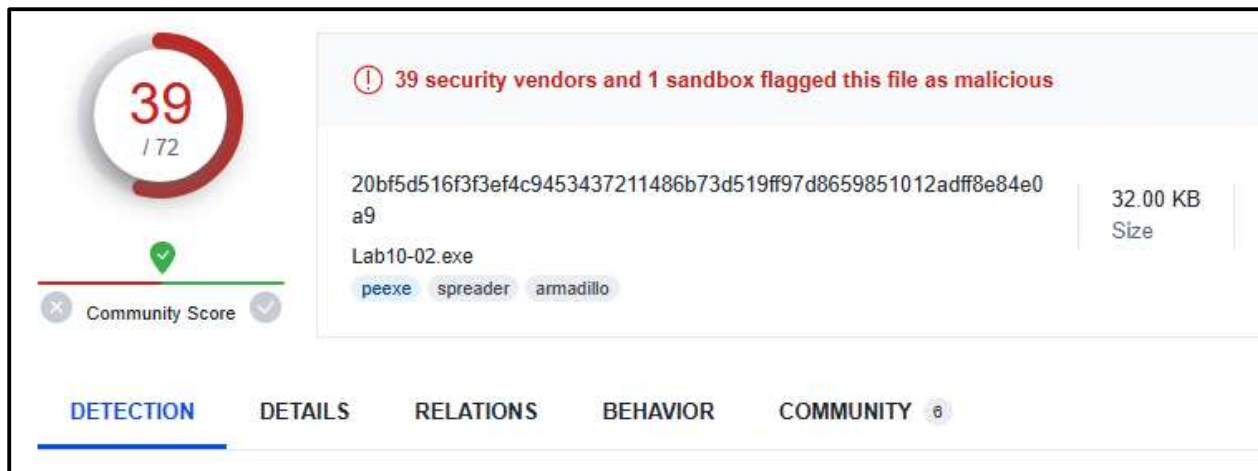 39
/ 72
Community Score
39 security vendors and 1 sandbox flagged this file as malicious
20bf5d516f3f3ef4c9453437211486b73d519ff97d8659851012adff8e84e0
a9
Lab10-02.exe
peexe spreader armadillo
32.00 KB
Size
DETECTION DETAILS RELATIONS BEHAVIOR COMMUNITY 6